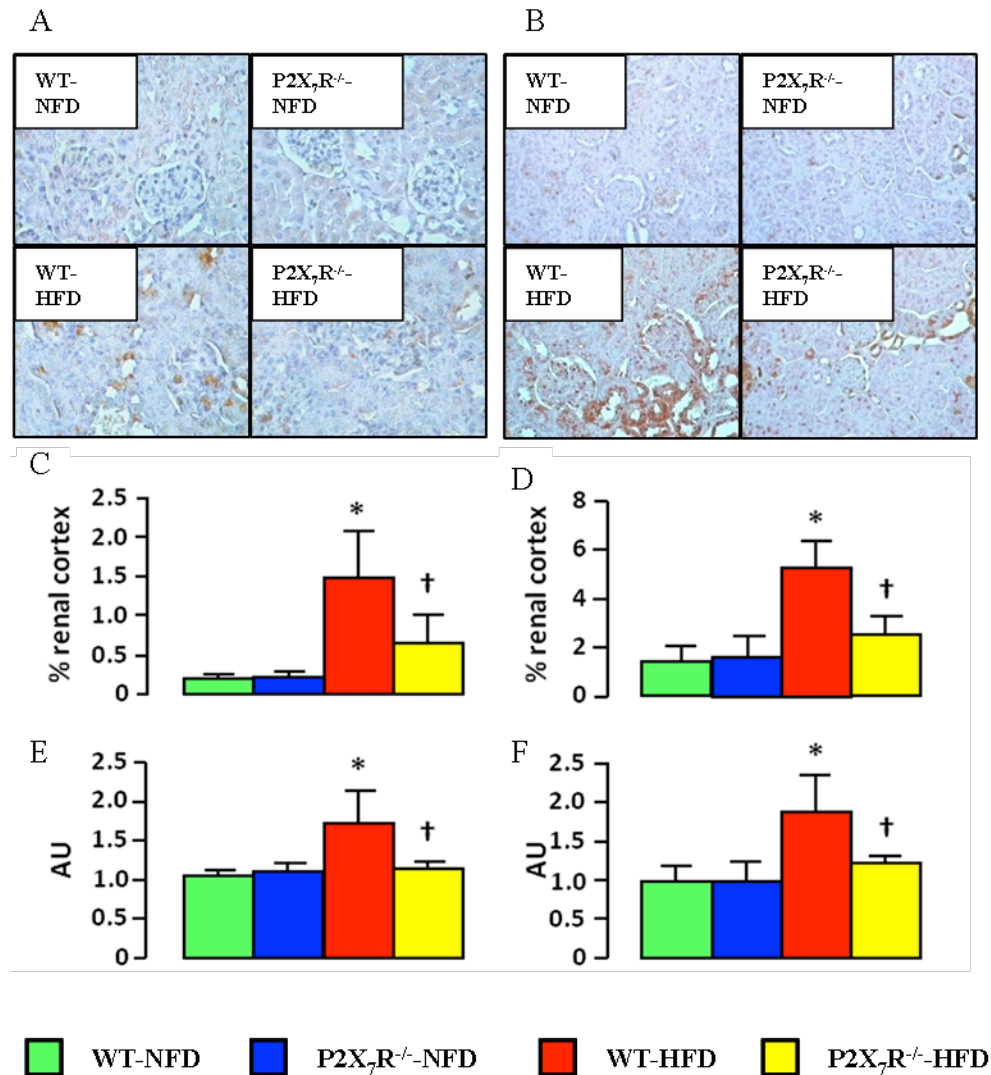 A
B
WT-
NFD
P2X₇R⁻/⁻-
NFD
WT-
NFD
P2X₇R⁻/⁻-
NFD
WT-
HFD
P2X₇R⁻/⁻-
HFD
WT-
HFD
P2X₇R⁻/⁻-
HFD
C
% renal cortex
2.5
2.0
1.5
1.0
0.5
0
*
†
D
% renal cortex
8
6
4
2
0
*
†
E
AU
2.5
2.0
1.5
1.0
0.5
0
*
†
F
AU
2.5
2.0
1.5
1.0
0.5
0
*
†
WT-NFD
P2X₇R⁻/⁻-NFD
WT-HFD
P2X₇R⁻/⁻-HFD